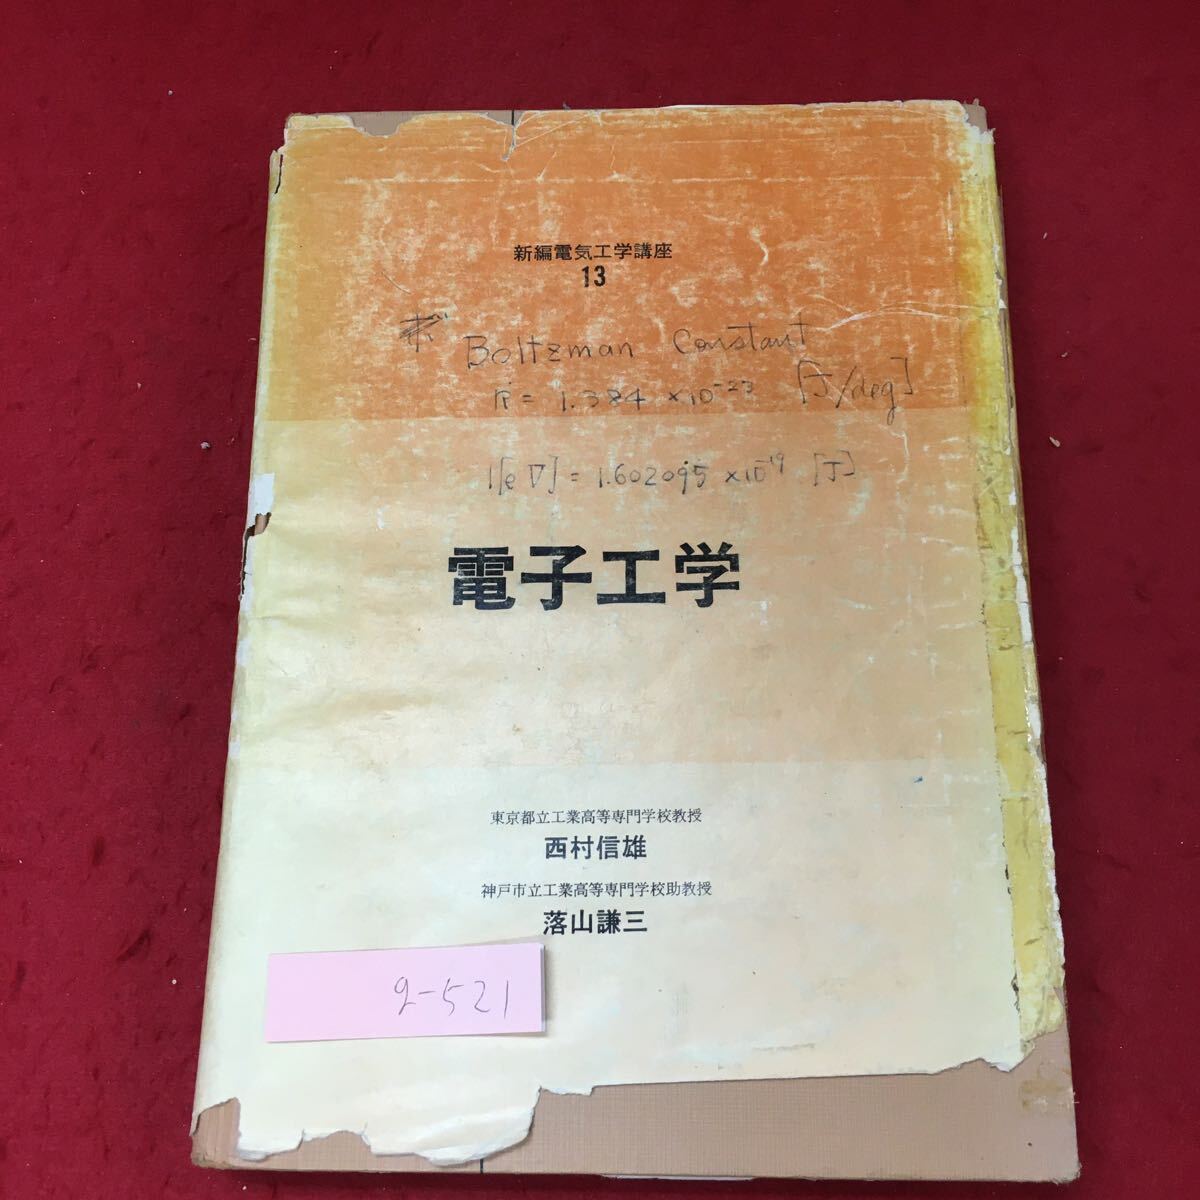 新編電気工学講座
13
Boltzman Constant
k = 1.384 × 10⁻²³ [J/deg]
1[eV] = 1.602095 × 10⁻¹⁹ [J]
電子工学
東京都立工業高等専門学校教授
西村信雄
神戸市立工業高等専門学校助教授
落山謙三
g-521